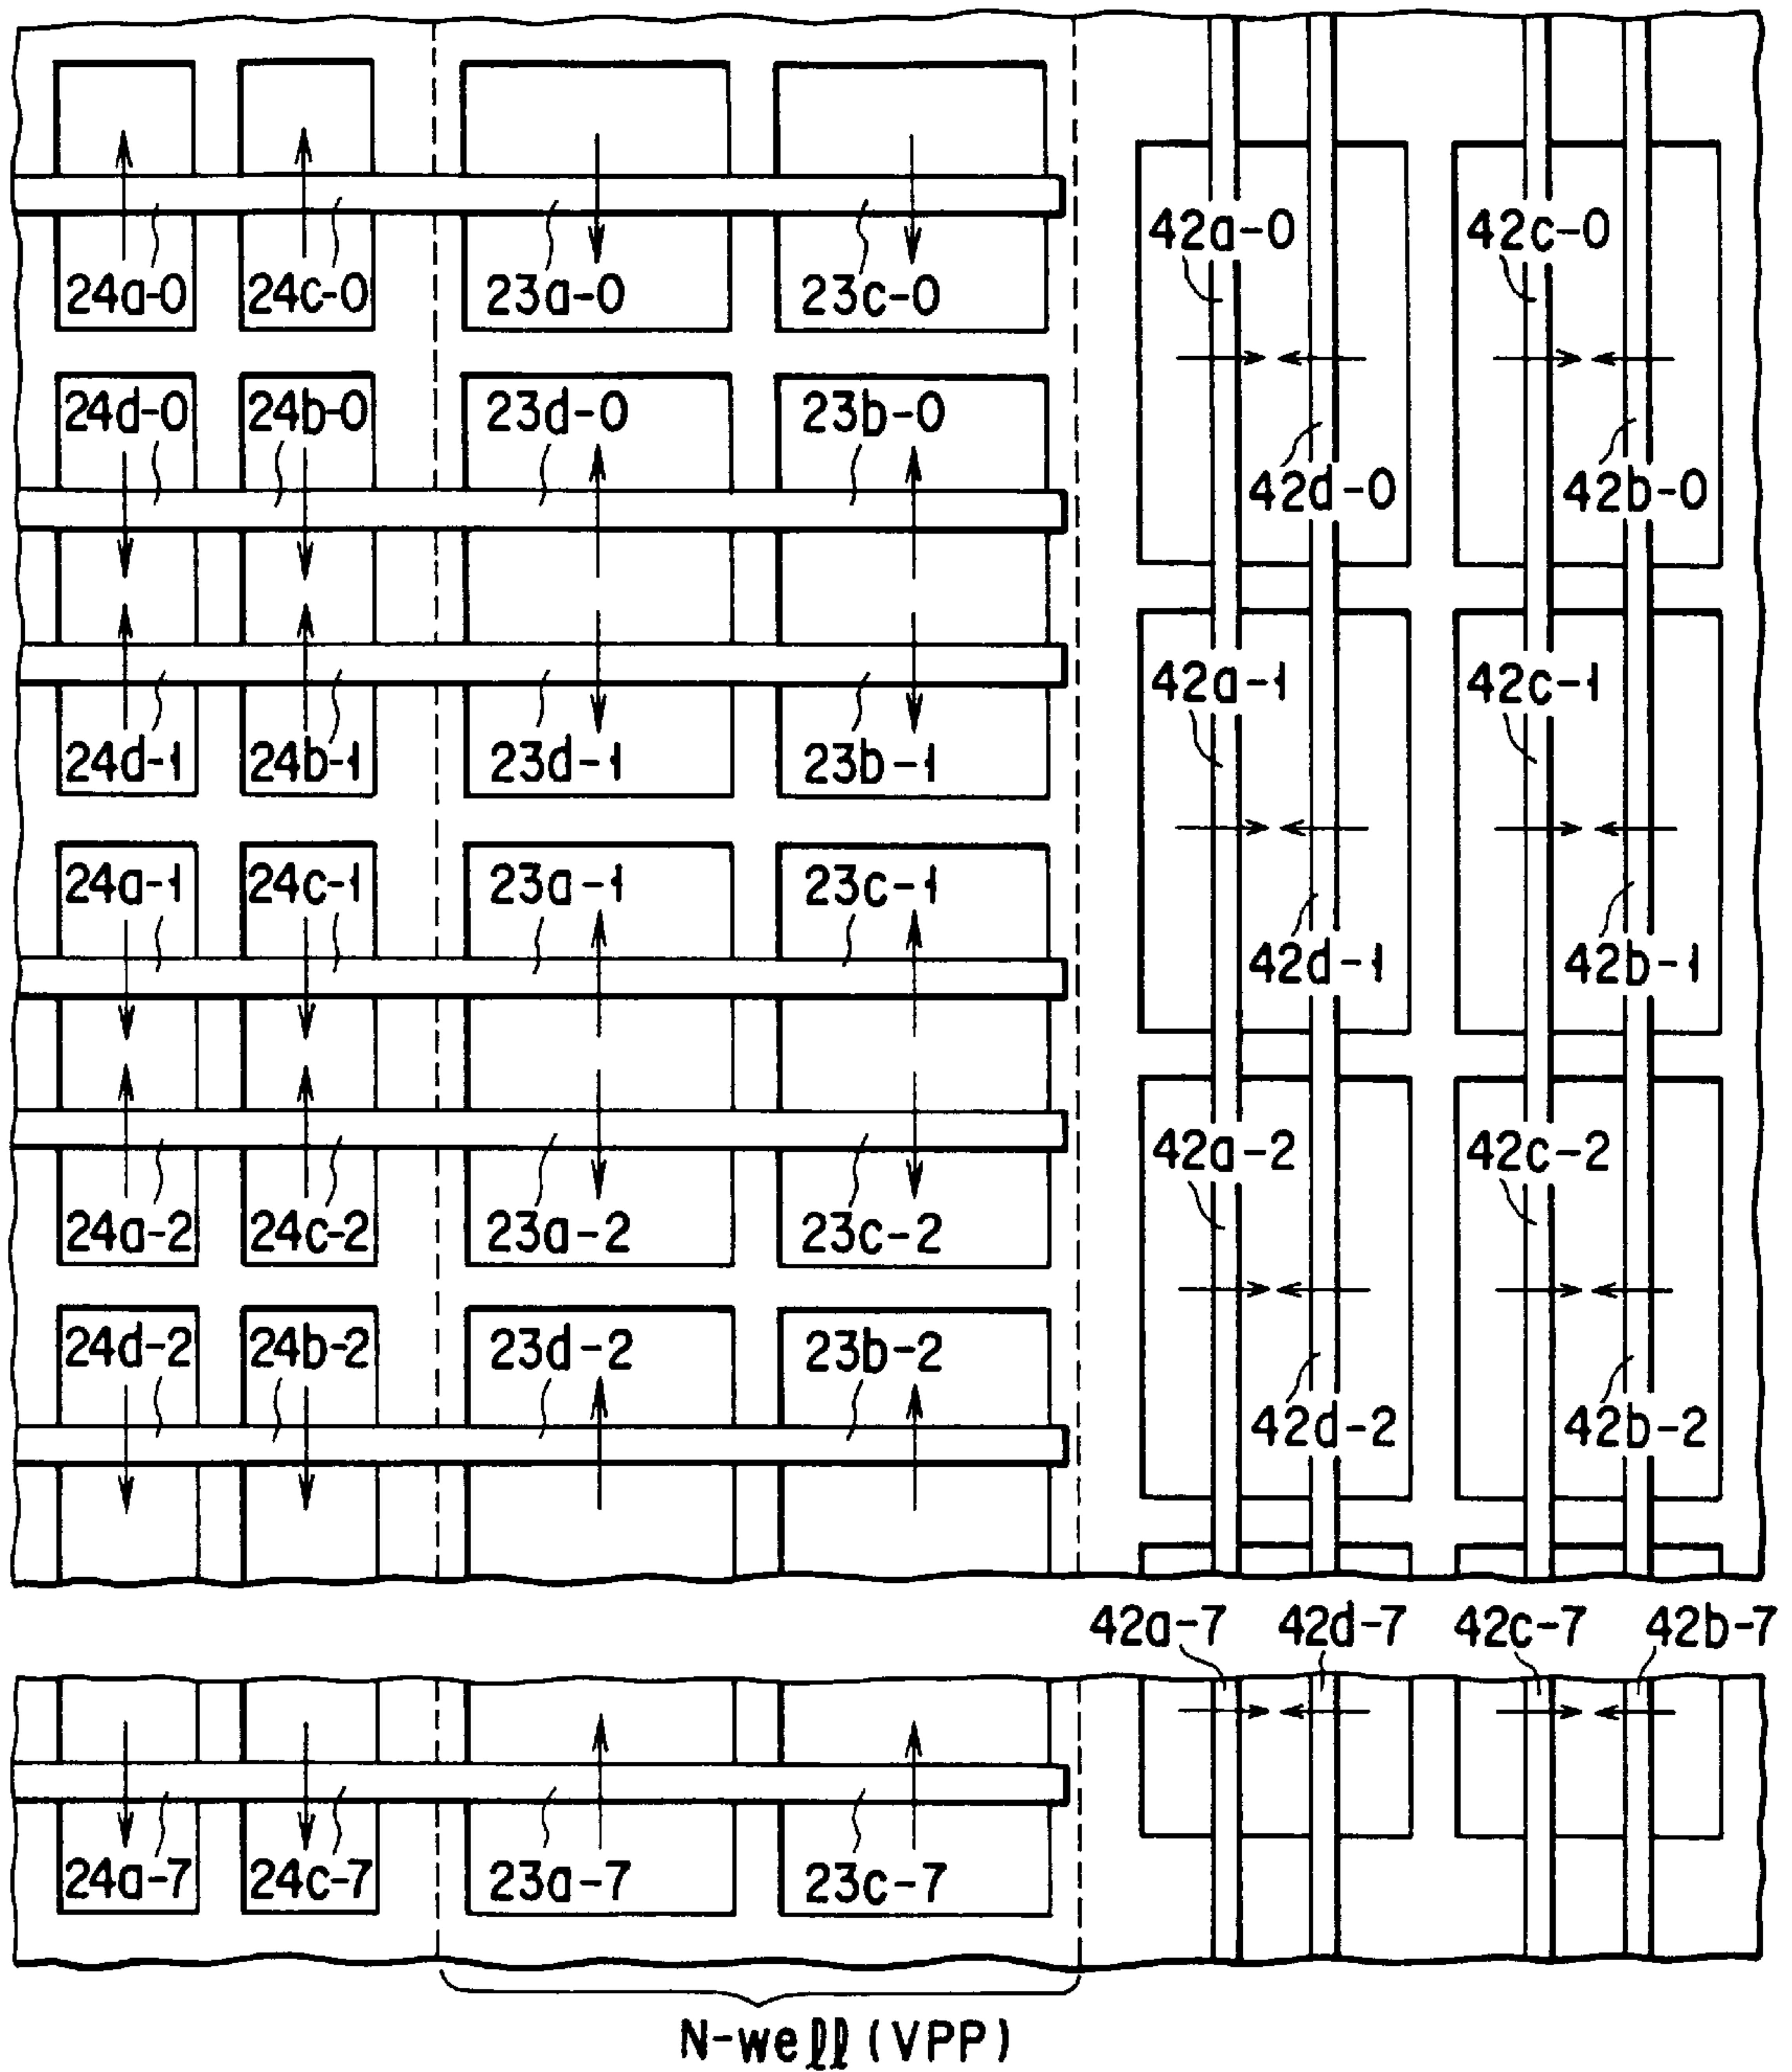 42a-0 42c-0
24a-0 24c-0 23a-0 23c-0
24d-0 24b-0 23d-0 23b-0
42d-0 42b-0
42a-1 42c-1
24d-1 24b-1 23d-1 23b-1
24a-1 24c-1 23a-1 23c-1
42d-1 42b-1
42a-2 42c-2
24a-2 24c-2 23a-2 23c-2
24d-2 24b-2 23d-2 23b-2
42d-2 42b-2
42a-7 42d-7 42c-7 42b-7
24a-7 24c-7 23a-7 23c-7
N-well (VPP)